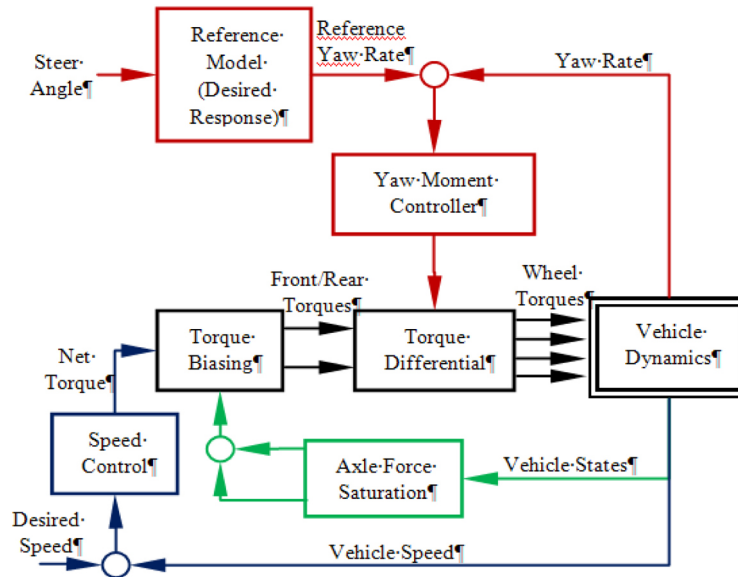 Steer·
Angle¶
Reference·
Model·
(Desired·
Response)¶
Reference
Yaw·Rate¶
Yaw·Rate¶
Yaw·Moment·
Controller¶
Front/Rear·
Torques¶
Wheel·
Torques¶
Net·
Torque¶
Torque·
Biasing¶
Torque·
Differential¶
Vehicle·
Dynamics¶
Speed·
Control¶
Axle·Force·
Saturation¶
Vehicle·States¶
Desired·
Speed¶
Vehicle·Speed¶